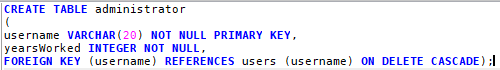 CREATE TABLE administrator
(
username VARCHAR(20) NOT NULL PRIMARY KEY,
yearsWorked INTEGER NOT NULL,
FOREIGN KEY (username) REFERENCES users (username) ON DELETE CASCADE);